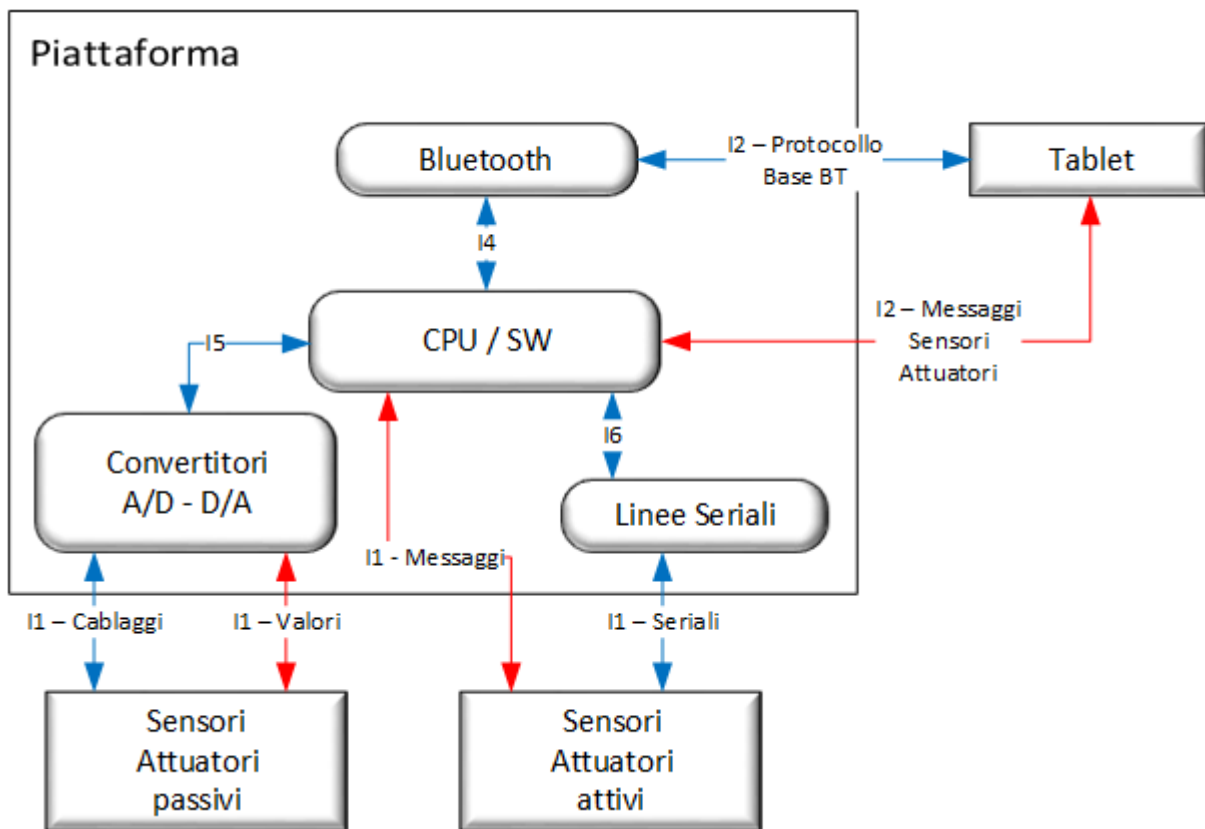 Piattaforma
Bluetooth
I2 – Protocollo
Base BT
Tablet
I4
I2 – Messaggi
Sensori
Attuatori
CPU / SW
I5
I6
Convertitori
A/D - D/A
Linee Seriali
I1 - Messaggi
I1 – Cablaggi
I1 – Valori
I1 – Seriali
Sensori
Attuatori
passivi
Sensori
Attuatori
attivi